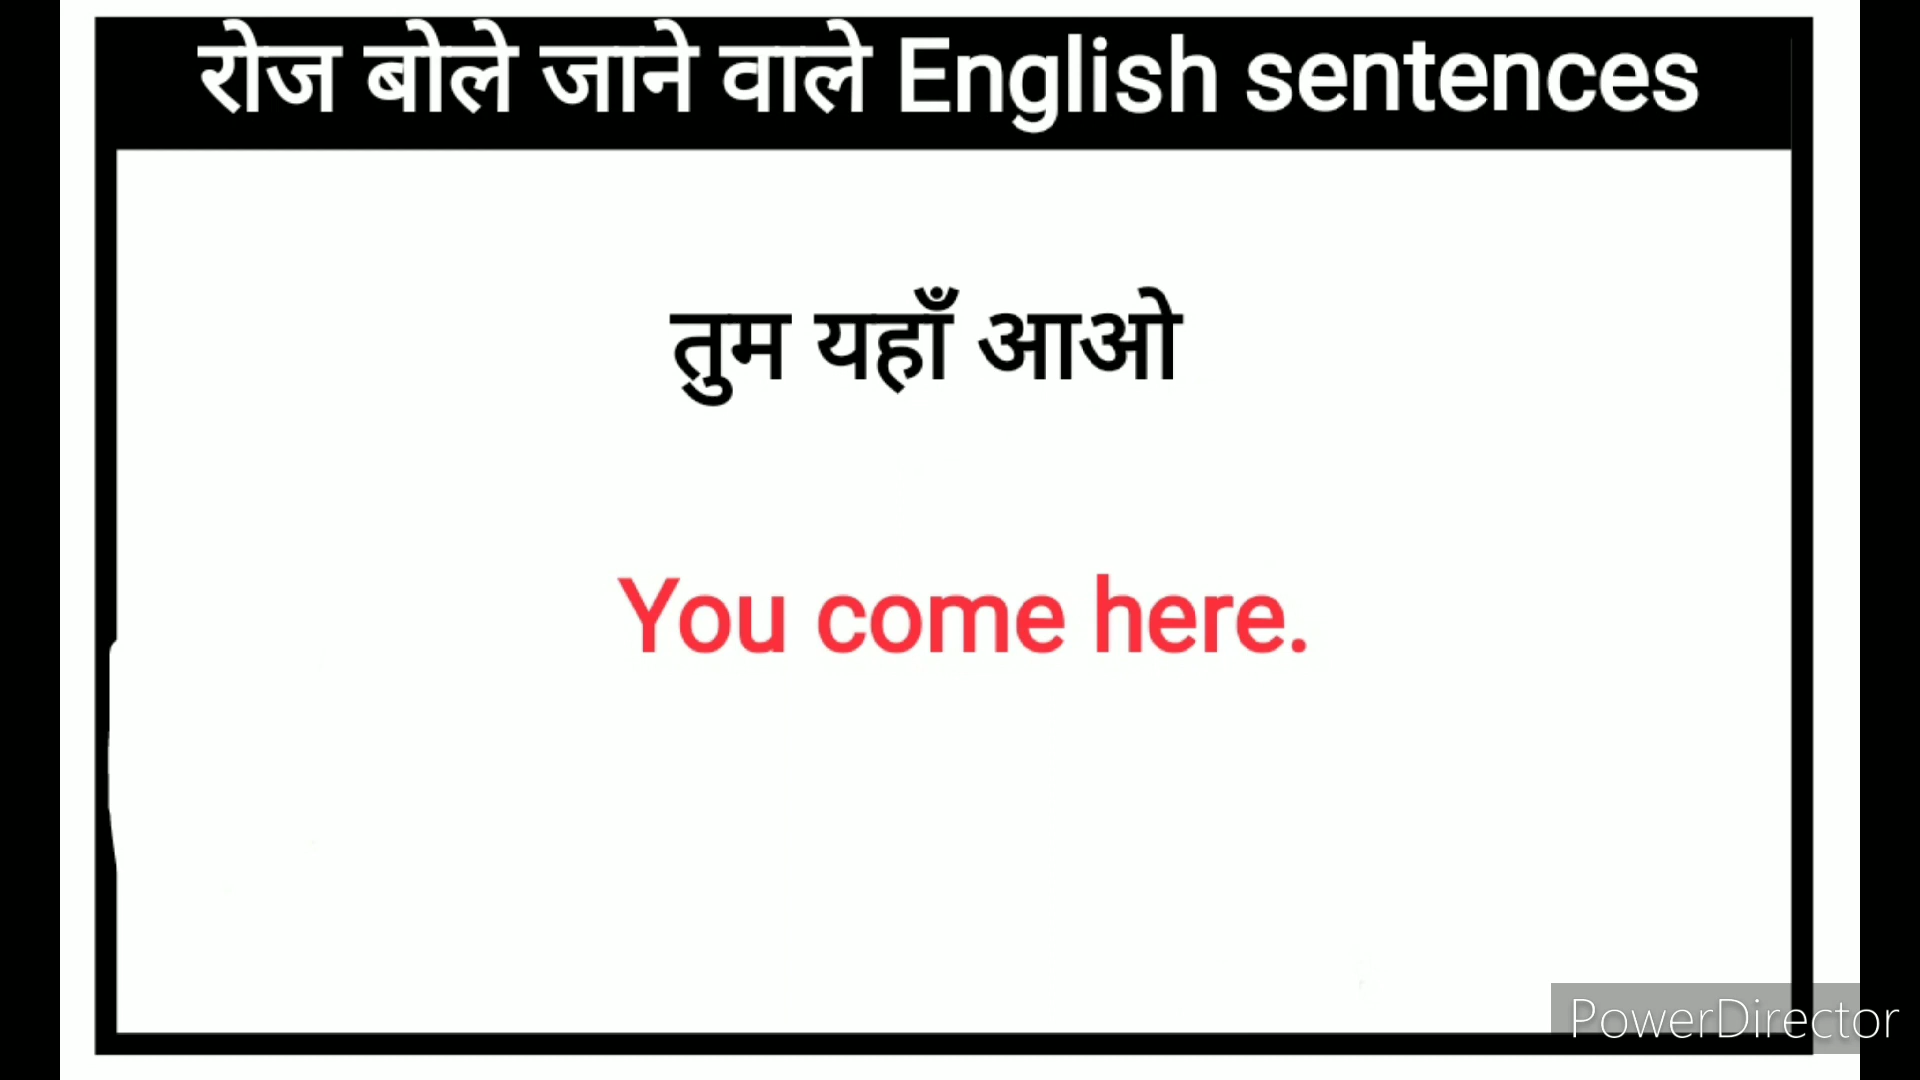 रोज बोले जाने वाले English sentences
तुम यहाँ आओ
You come here.
PowerDirector